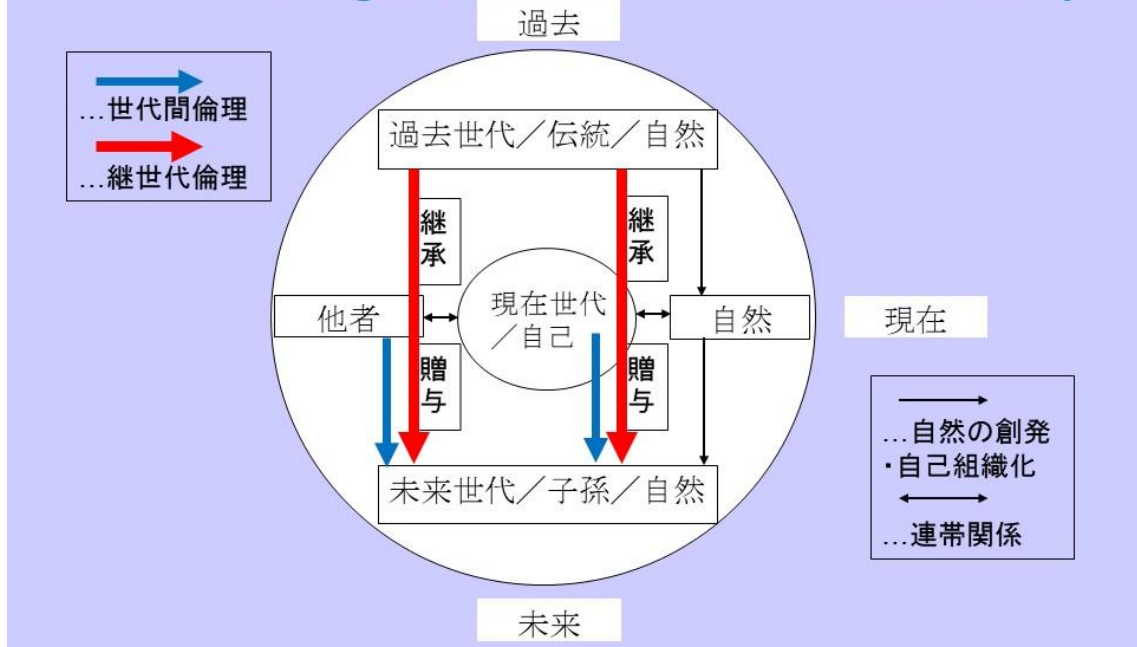 過去
…世代間倫理
…継世代倫理
過去世代／伝統／自然
継承
継承
他者
現在世代
／自己
自然
現在
贈与
贈与
…自然の創発
・自己組織化
…連帯関係
未来世代／子孫／自然
未来